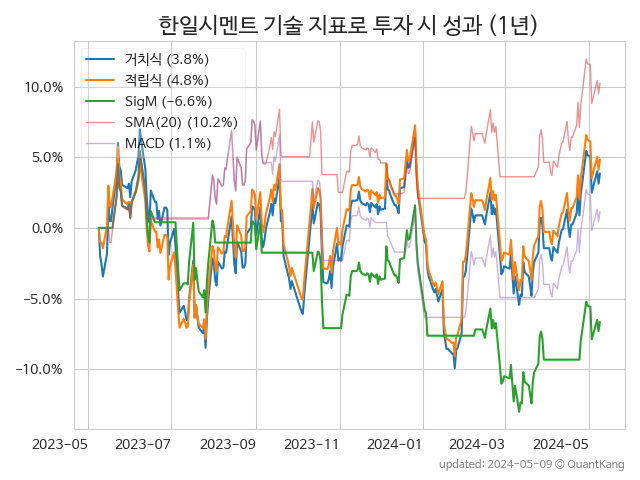 한일시멘트 기술 지표로 투자 시 성과 (1년)
거치식 (3.8%)
적립식 (4.8%)
SigM (−6.6%)
SMA(20) (10.2%)
MACD (1.1%)
10.0%
5.0%
0.0%
−5.0%
−10.0%
2023-05 2023-07 2023-09 2023-11 2024-01 2024-03 2024-05
updated: 2024-05-09 © QuantKang